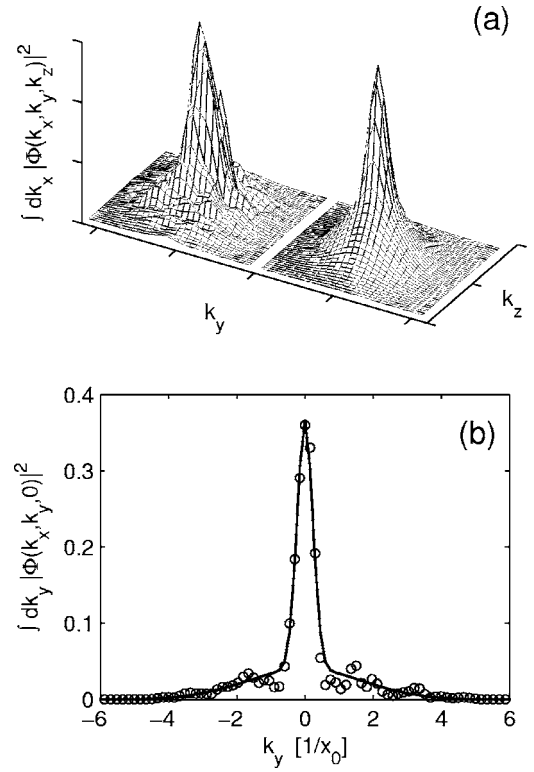 (a)
∫ dk_x |Φ(k_x,k_y,k_z)|²
k_y
k_z
(b)
∫ dk_y |Φ(k_x,k_y,0)|²
0.4
0.3
0.2
0.1
0
−6 −4 −2 0 2 4 6
k_y [1/x_0]